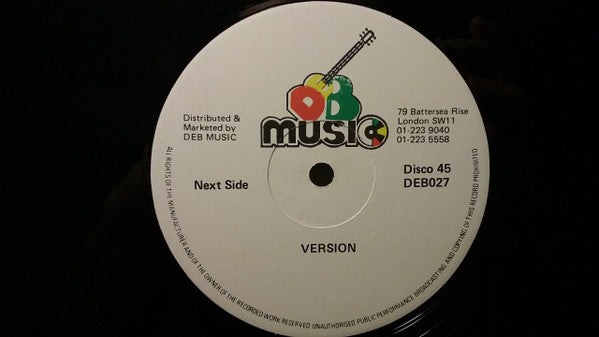 DEB
MUSIC
Distributed &
Marketed by
DEB MUSIC
79 Battersea Rise
London SW11
01-223 9040
01-223 5558
Next Side
Disco 45
DEB027
VERSION
ALL RIGHTS OF THE MANUFACTURER AND OF THE OWNER OF THE RECORDED WORK RESERVED UNAUTHORISED PUBLIC PERFORMANCE BROADCASTING AND COPYING OF THIS RECORD PROHIBITED